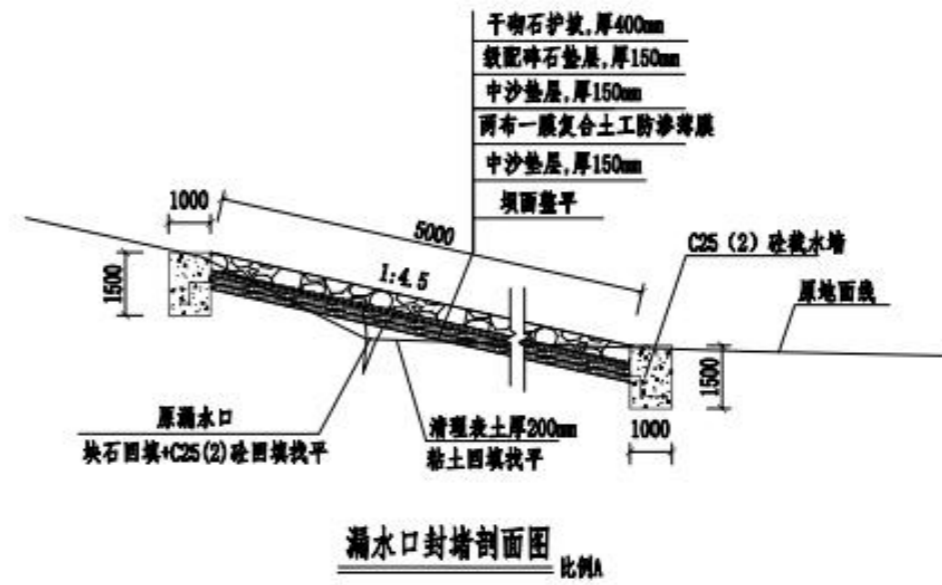 干砌石护坡,厚400mm
级配碎石垫层,厚150mm
中沙垫层,厚150mm
两布一膜复合土工防渗薄膜
中沙垫层,厚150mm
坝面整平
1000
5000
C25（2）砼截水墙
1:4.5
原地面线
1500
1500
原漏水口
块石回填+C25(2)砼回填找平
清理表土厚200mm
粘土回填找平
1000
漏水口封堵剖面图
比例A